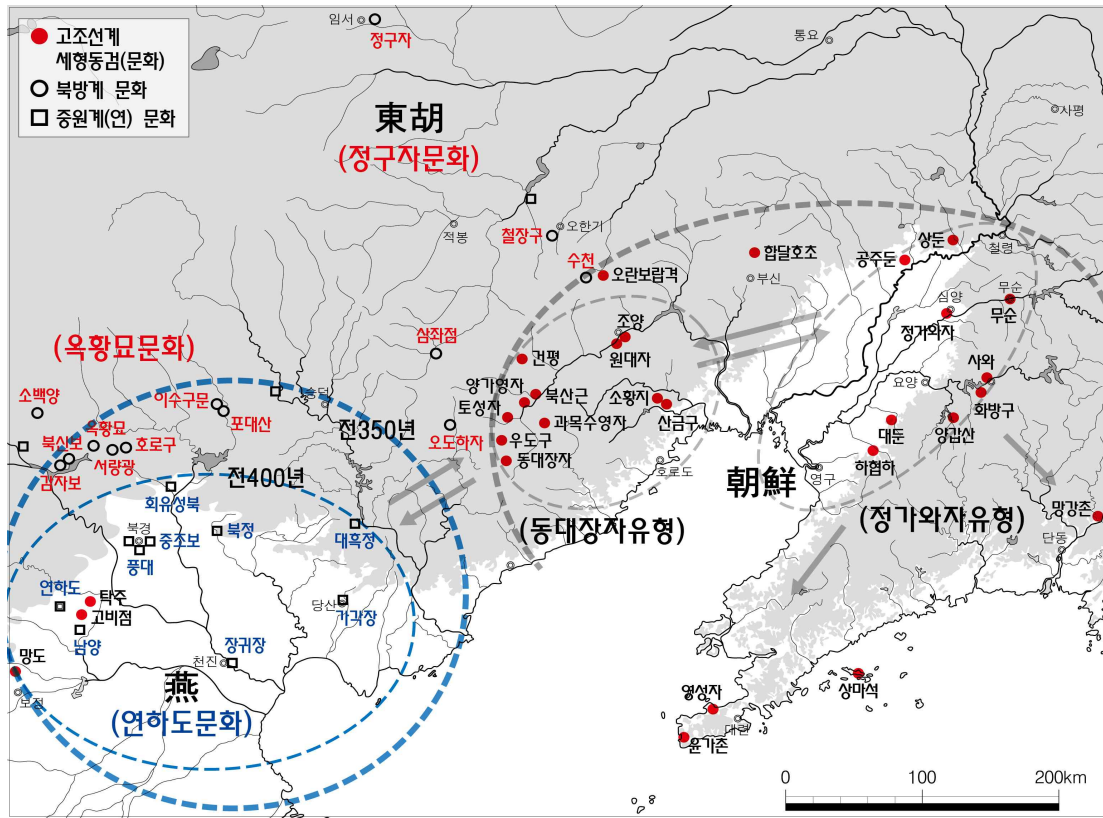 고조선계
세형동검(문화)
북방계 문화
중원계(연) 문화
임서
정구자
통요
사평
東胡
(정구자문화)
적봉
철장구
오한기
수천
오란보랍격
합달호초
부신
공주둔
상둔
철령
심양
정가와자
무순
무순
(옥황묘문화)
소백양
이수구문
포대산
승덕
삼좌점
북신보
옥황묘
호로구
서량광
감자보
오도하자
전350년
전400년
건평
조양
원대자
양가영자
북산근
토성자
과목수영자
우도구
동대장자
소황지
산금구
호로도
(동대장자유형)
朝鮮
영구
요양
사와
화방구
양갑산
대둔
하협하
(정가와자유형)
망강촌
단동
회유성북
북경
중조보
풍대
북정
대흑정
연하도
탁주
고비점
남양
망도
보정
당산
가각장
장귀장
천진
燕
(연하도문화)
영성자
대련
윤가촌
상마석
0
100
200km